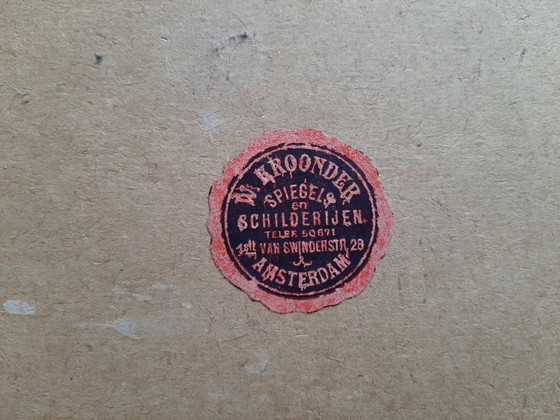 KROONDER
SPIEGELS
en
SCHILDERIJEN.
TELEF. 50671
VAN SWINDERSTR. 29
AMSTERDAM